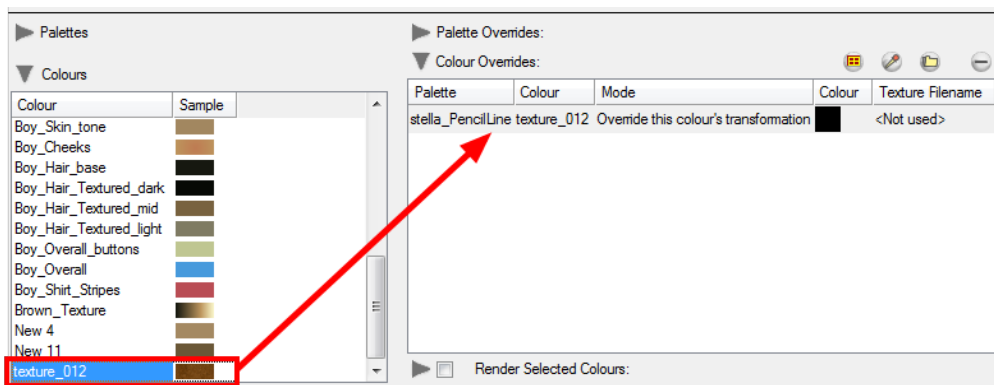 Palettes
Colours
Colour Sample
Boy_Skin_tone
Boy_Cheeks
Boy_Hair_base
Boy_Hair_Textured_dark
Boy_Hair_Textured_mid
Boy_Hair_Textured_light
Boy_Overall_buttons
Boy_Overall
Boy_Shirt_Stripes
Brown_Texture
New 4
New 11
texture_012
Palette Overrides:
Colour Overrides:
Palette Colour Mode Colour Texture Filename
stella_PencilLine texture_012 Override this colour's transformation <Not used>
Render Selected Colours: